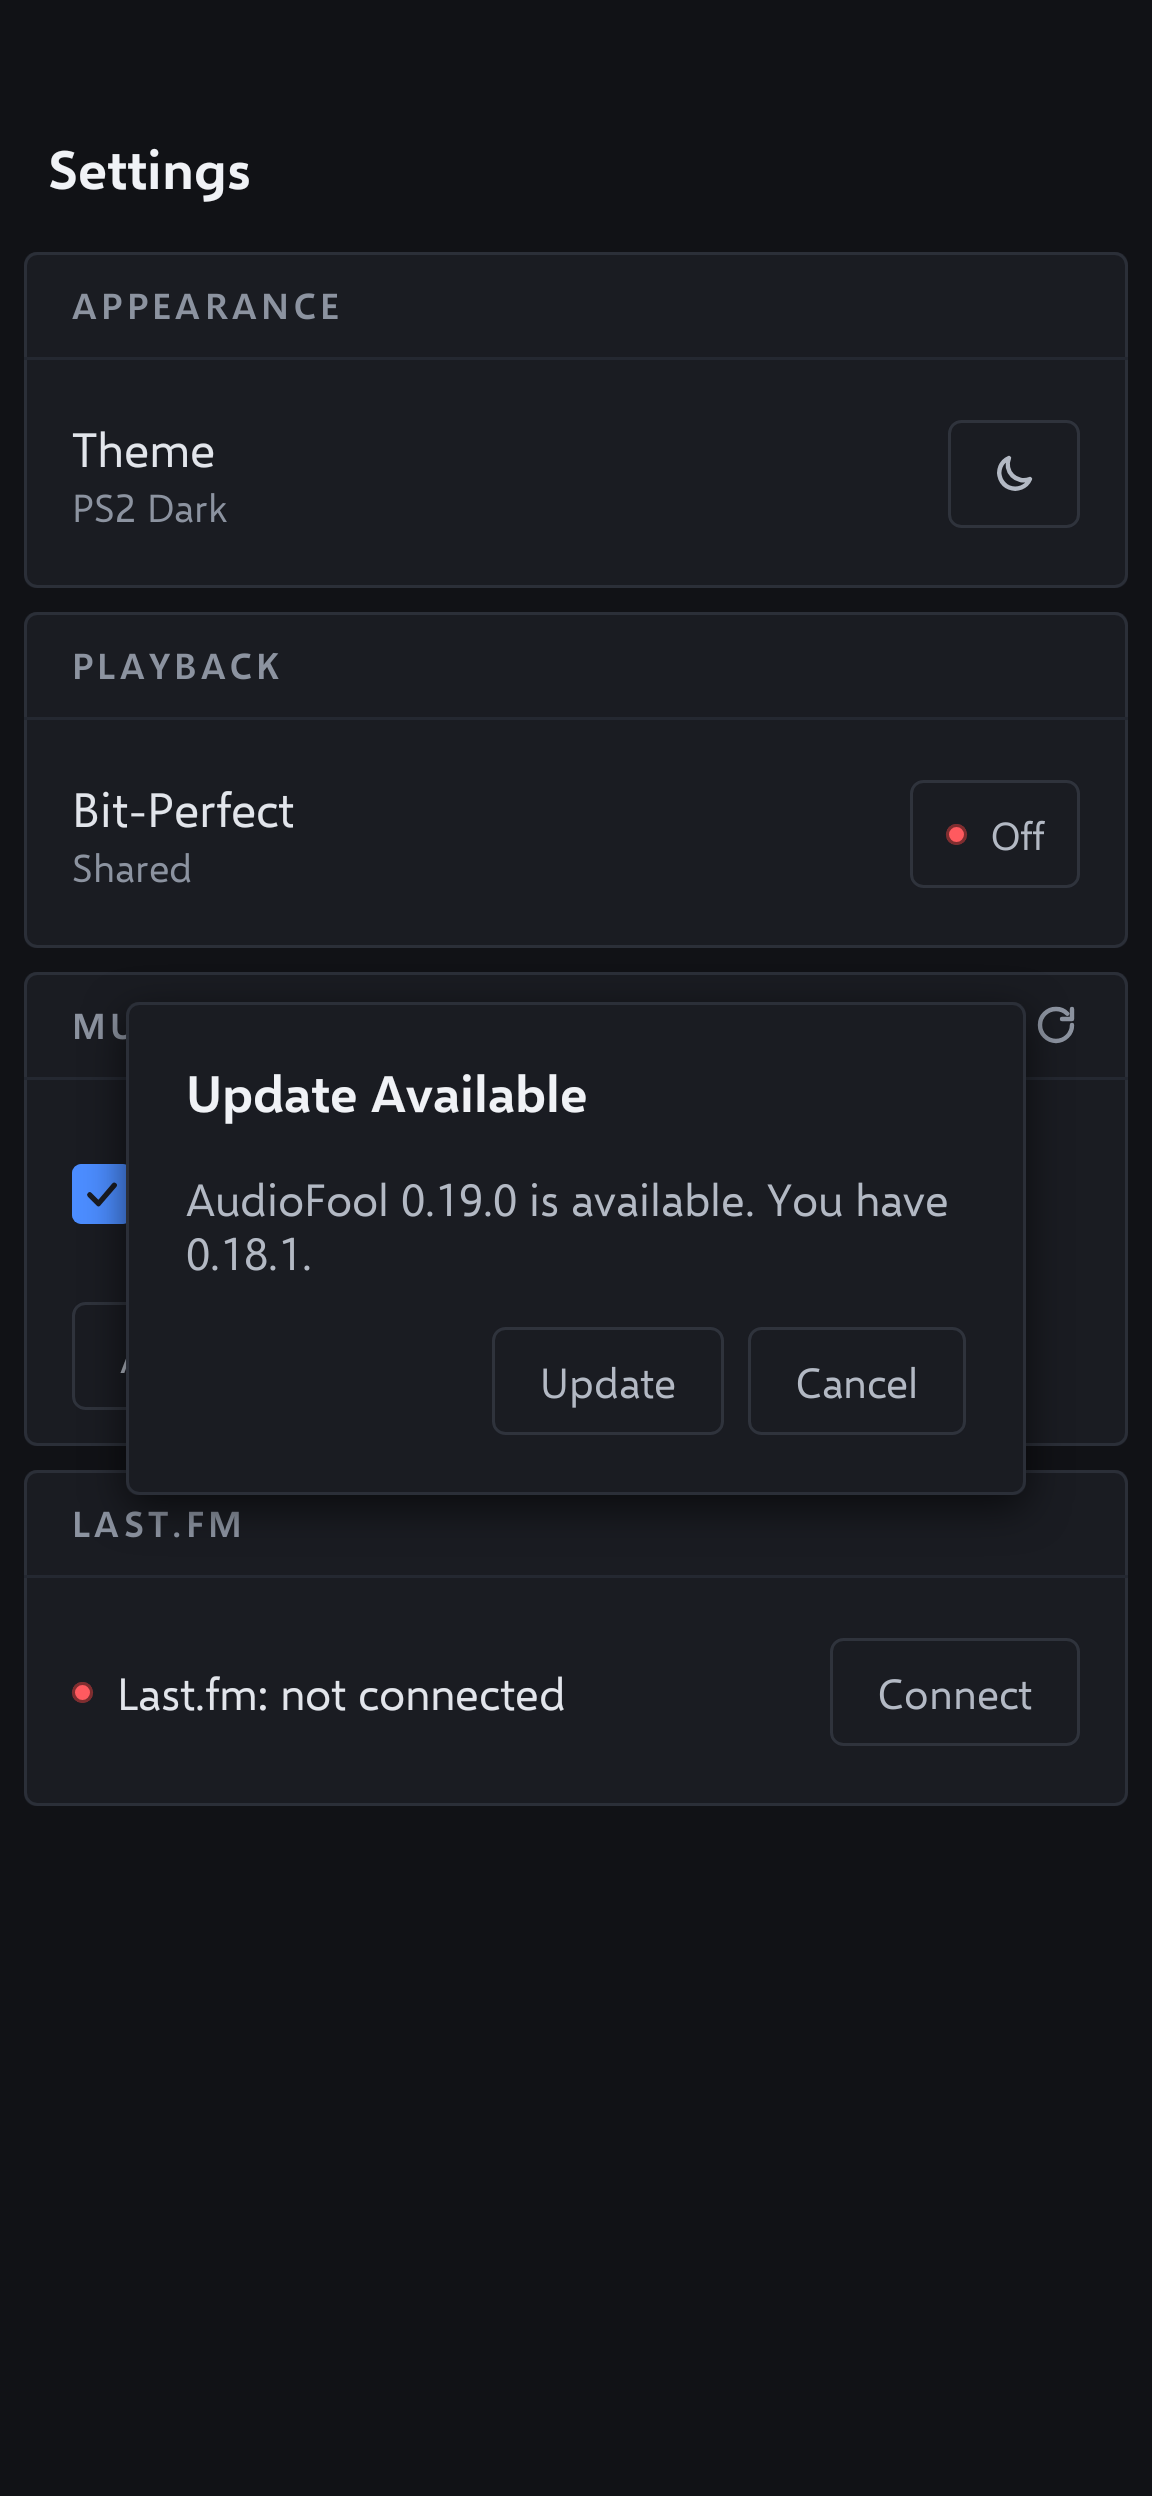 Settings
APPEARANCE
Theme
PS2 Dark
PLAYBACK
Bit-Perfect
Shared
Off
Update Available
AudioFool 0.19.0 is available. You have
0.18.1.
Update
Cancel
LAST.FM
Last.fm: not connected
Connect